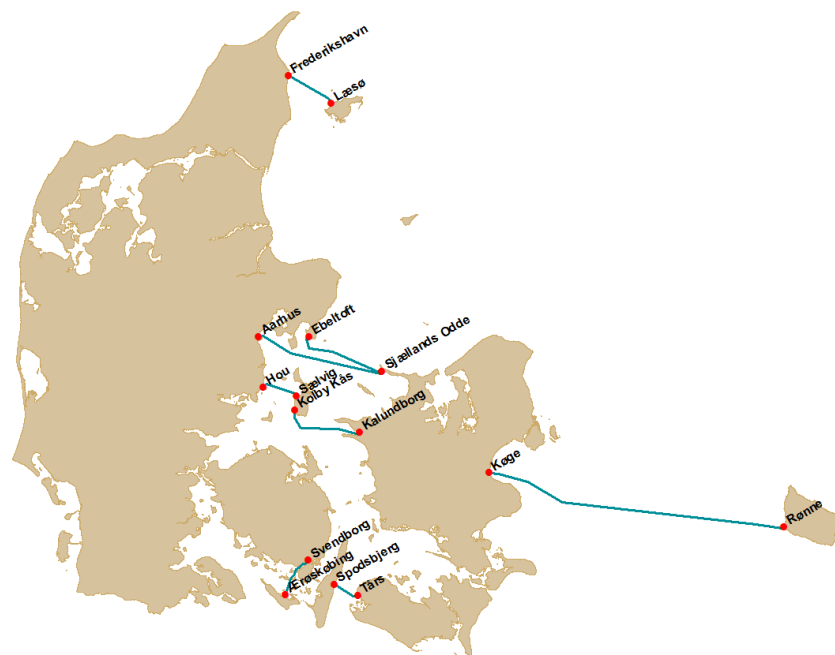 Frederikshavn
Læsø
Aarhus
Ebeltoft
Sjællands Odde
Hou
Sælvig
Kolby Kås
Kalundborg
Køge
Rønne
Svendborg
Ærøskøbing
Spodsbjerg
Tårs